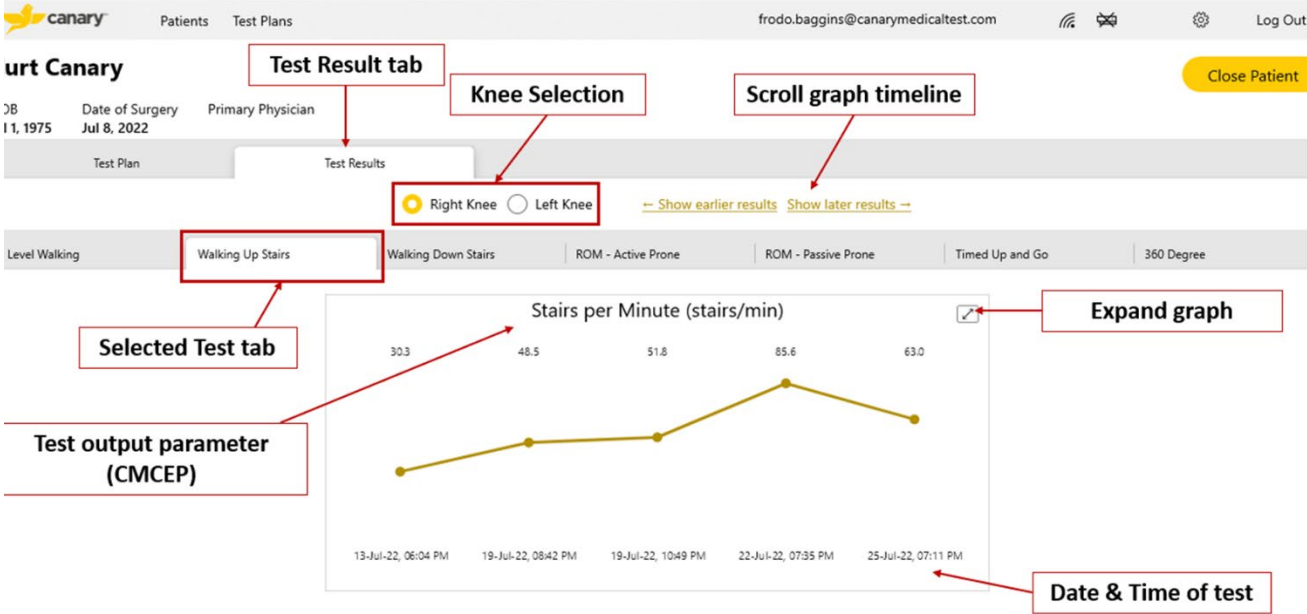 canary
Patients
Test Plans
frodo.baggins@canarymedicaltest.com
Log Out
urt Canary
Test Result tab
Knee Selection
Scroll graph timeline
Close Patient
OB
Date of Surgery
Primary Physician
l 1, 1975
Jul 8, 2022
Test Plan
Test Results
Right Knee
Left Knee
← Show earlier results
Show later results →
Level Walking
Walking Up Stairs
Walking Down Stairs
ROM - Active Prone
ROM - Passive Prone
Timed Up and Go
360 Degree
Stairs per Minute (stairs/min)
Expand graph
Selected Test tab
30.3
48.5
51.8
85.6
63.0
Test output parameter
(CMCEP)
13-Jul-22, 06:04 PM
19-Jul-22, 08:42 PM
19-Jul-22, 10:49 PM
22-Jul-22, 07:35 PM
25-Jul-22, 07:11 PM
Date & Time of test